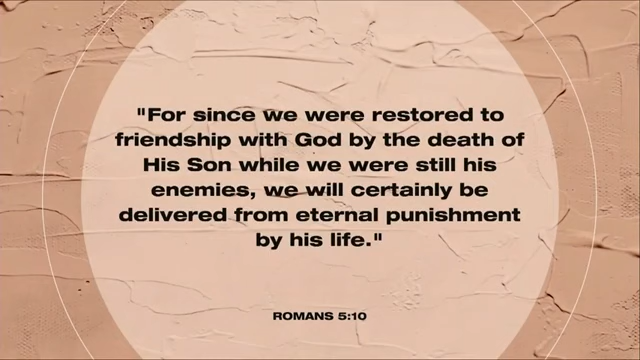 "For since we were restored to
friendship with God by the death of
His Son while we were still his
enemies, we will certainly be
delivered from eternal punishment
by his life."
ROMANS 5:10